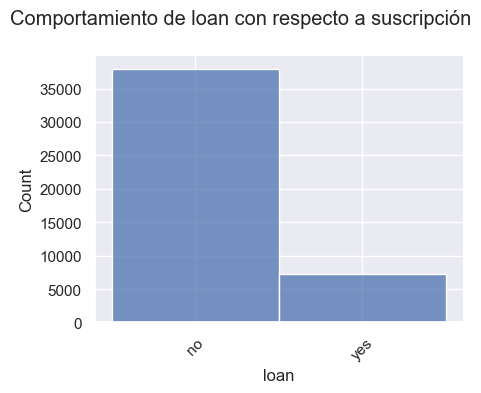 Comportamiento de loan con respecto a suscripción
35000
30000
25000
20000
15000
10000
5000
0
Count
no
yes
loan